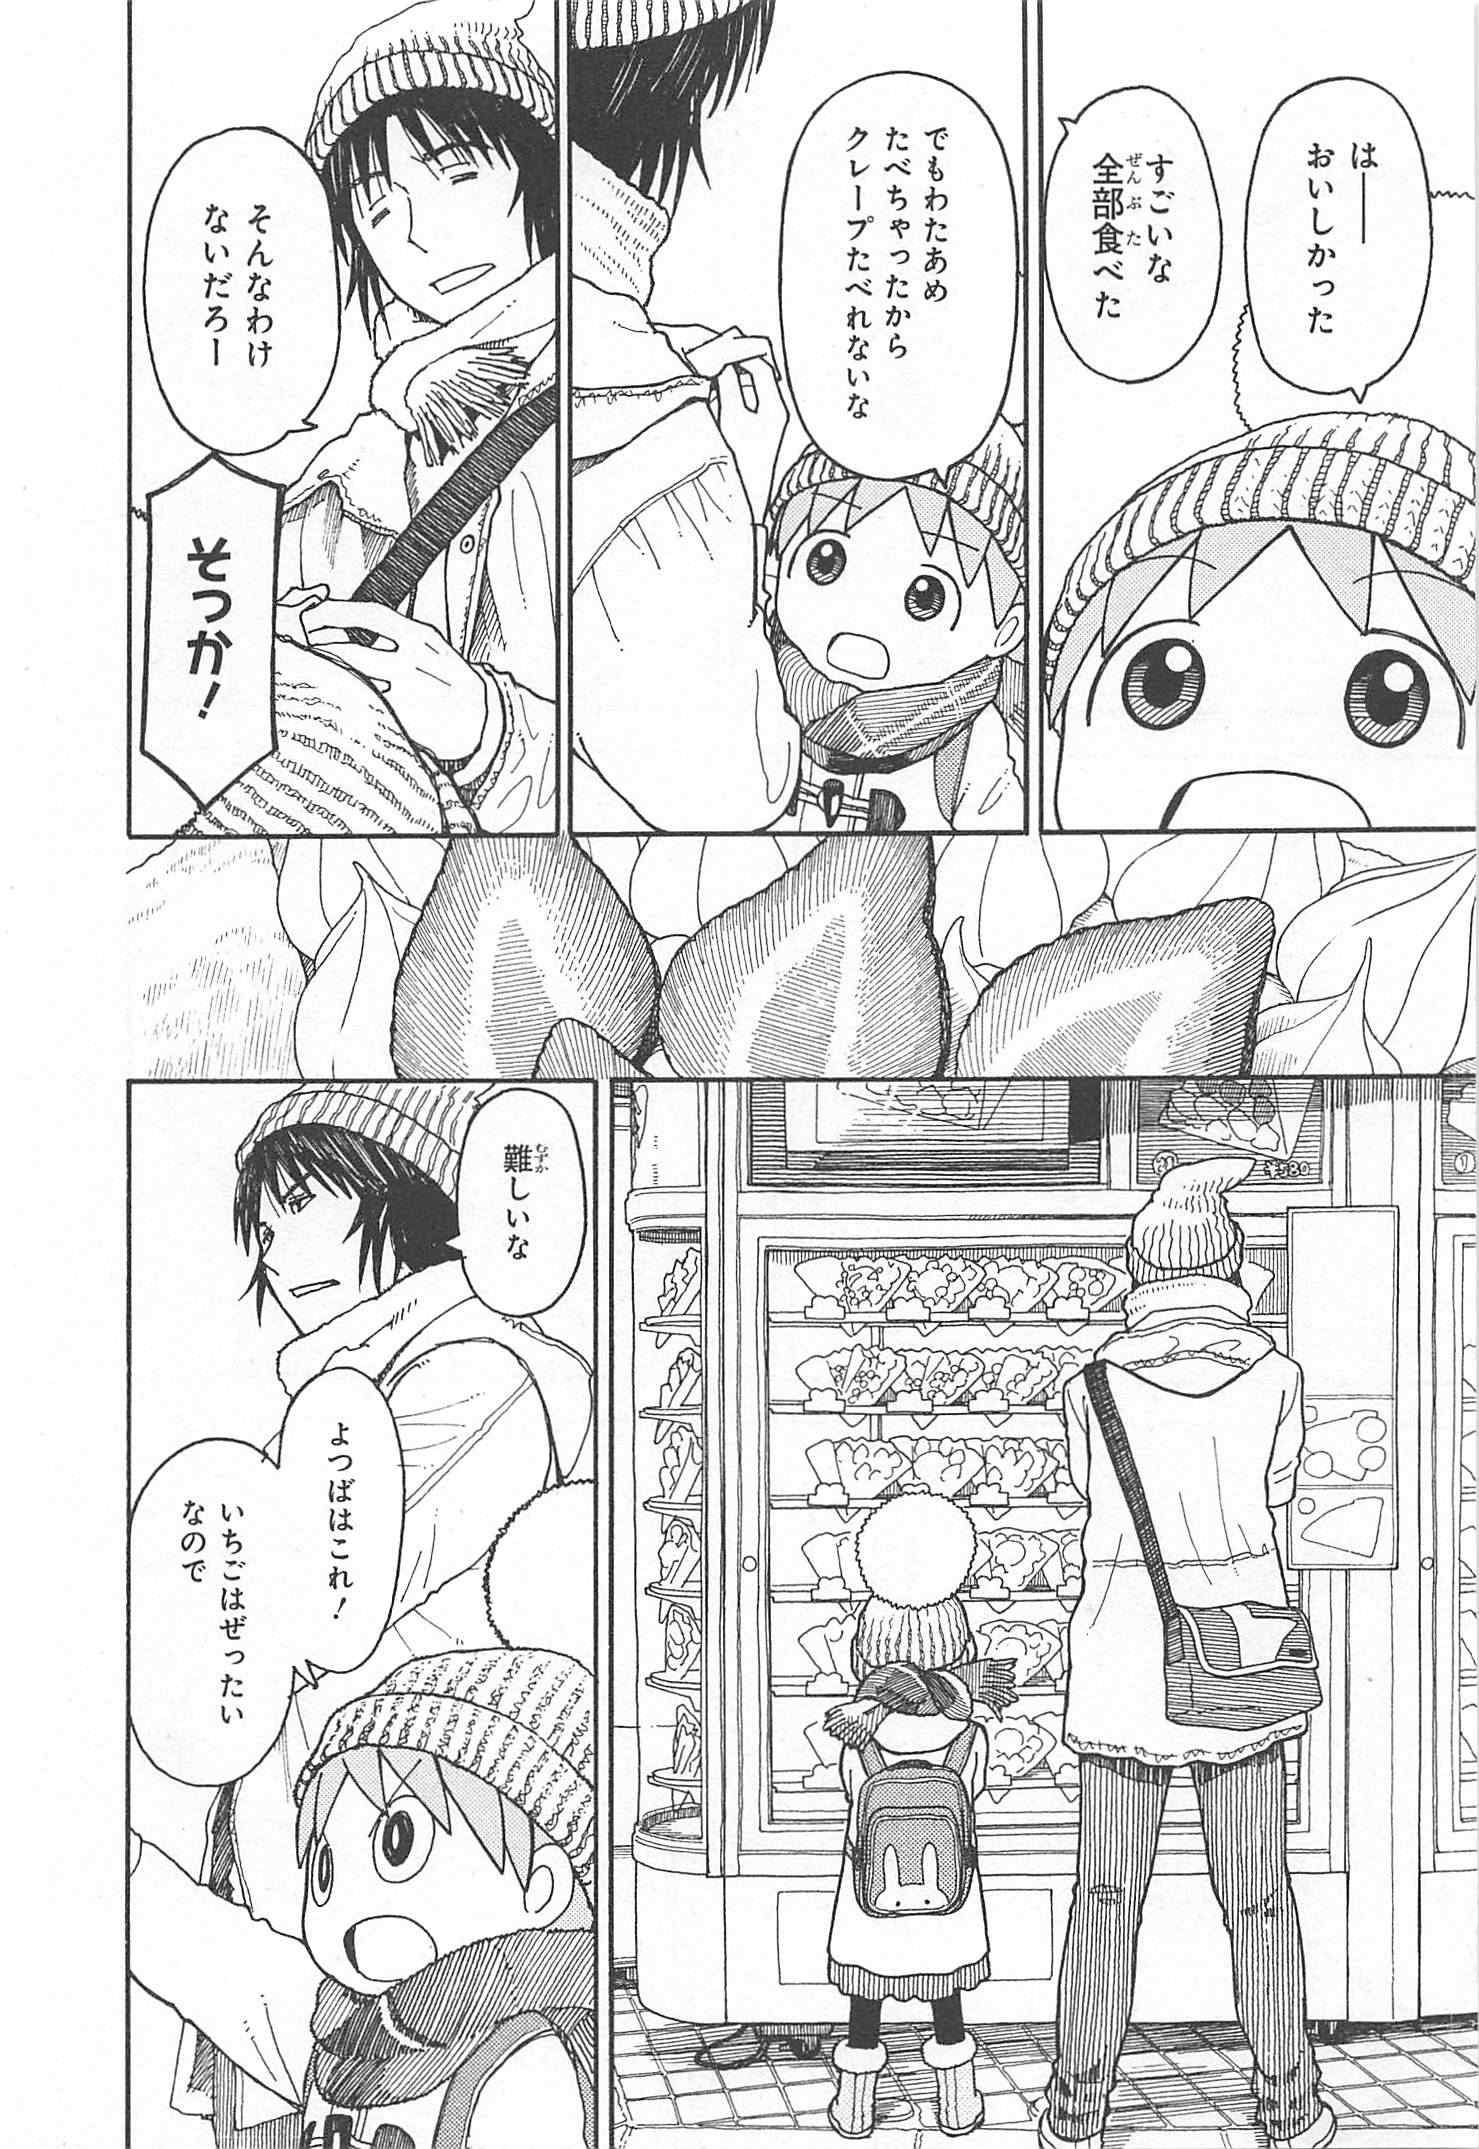 はー
おいしかった
すごいな
全部食べた
でもわたあめ
たべちゃったから
クレープたべれないな
そんなわけ
ないだろー
そっか!
27
¥580
難しいな
よつばはこれ!
いちごはぜったい
なので